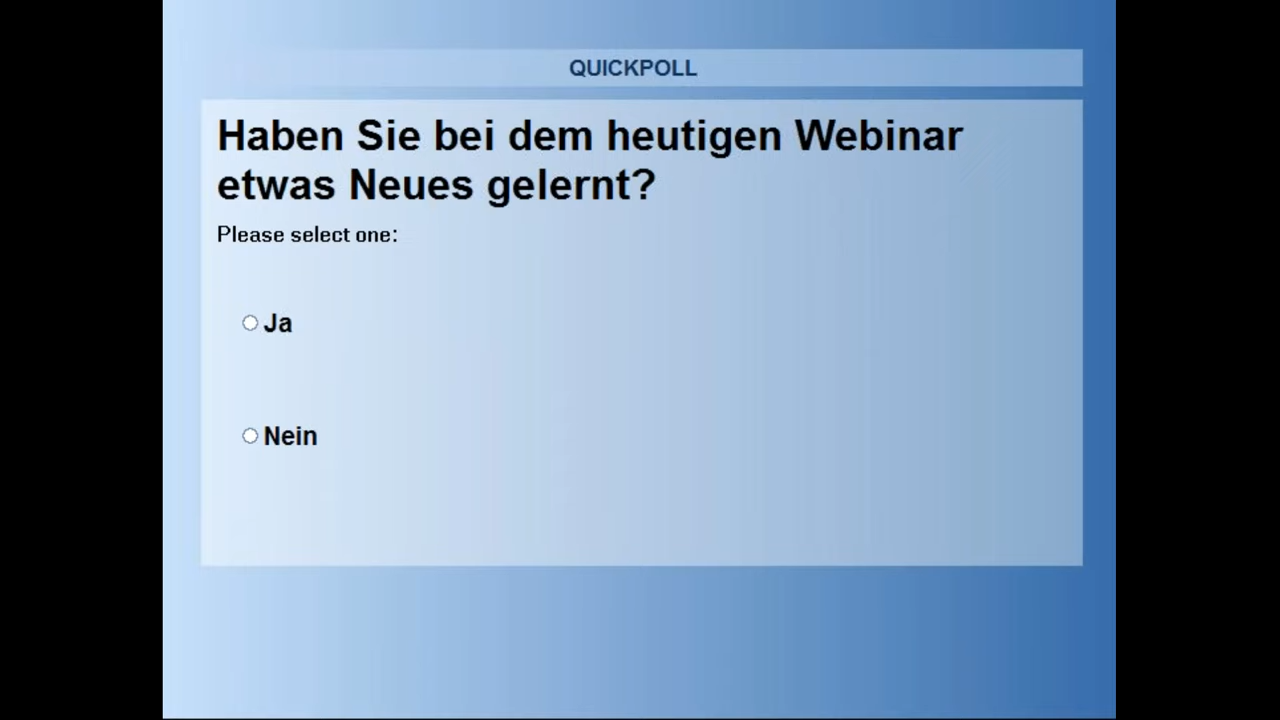 QUICKPOLL
Haben Sie bei dem heutigen Webinar
etwas Neues gelernt?
Please select one:
Ja
Nein